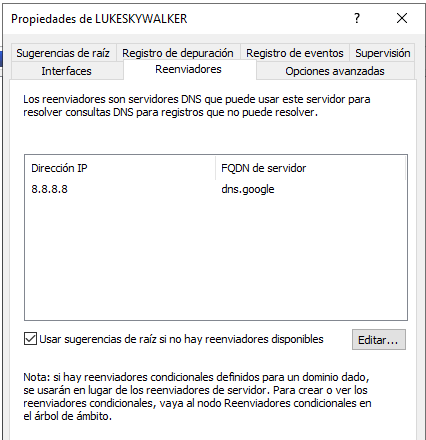 Propiedades de LUKESKYWALKER
? X
Sugerencias de raíz Registro de depuración Registro de eventos Supervisión
Interfaces Reenviadores Opciones avanzadas
Los reenviadores son servidores DNS que puede usar este servidor para
resolver consultas DNS para registros que no puede resolver.
Dirección IP FQDN de servidor
8.8.8.8 dns.google
Usar sugerencias de raíz si no hay reenviadores disponibles Editar...
Nota: si hay reenviadores condicionales definidos para un dominio dado,
se usarán en lugar de los reenviadores de servidor. Para crear o ver los
reenviadores condicionales, vaya al nodo Reenviadores condicionales en
el árbol de ámbito.